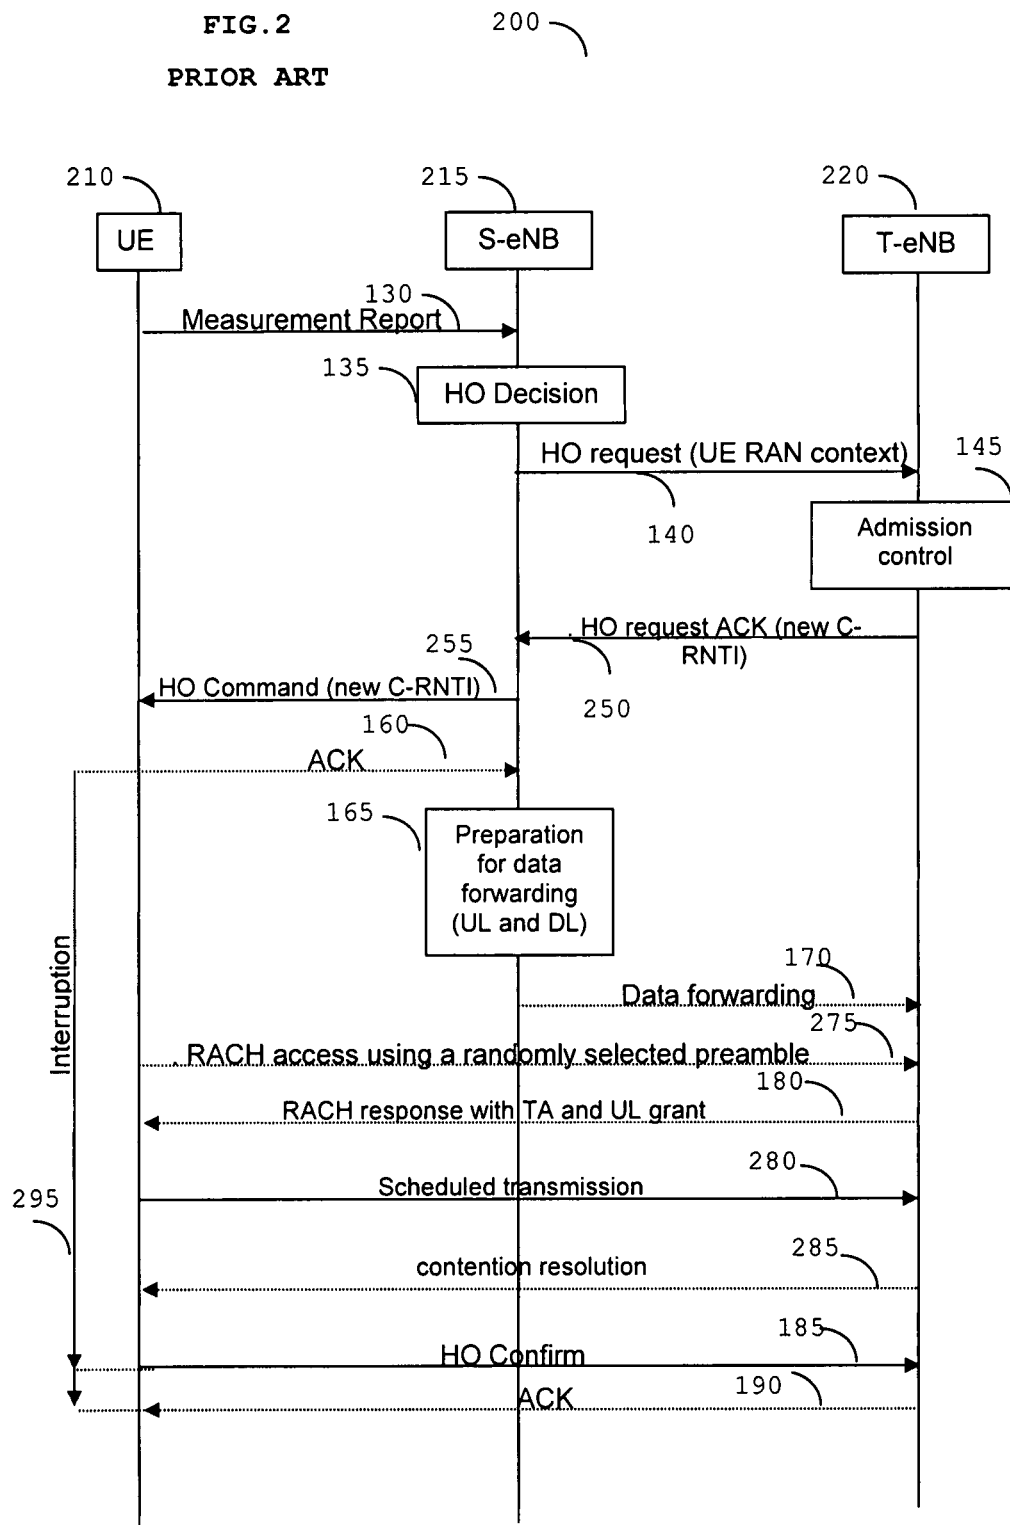 FIG.2
200
PRIOR ART
210
215
220
UE
S-eNB
T-eNB
130
Measurement Report
135
HO Decision
HO request (UE RAN context)
145
140
Admission
control
. HO request ACK (new C-
RNTI)
255
HO Command (new C-RNTI)
250
160
ACK
165
Preparation
for data
forwarding
(UL and DL)
Interruption
170
Data forwarding
275
. RACH access using a randomly selected preamble
180
RACH response with TA and UL grant
280
Scheduled transmission
295
285
contention resolution
185
HO Confirm
190
ACK